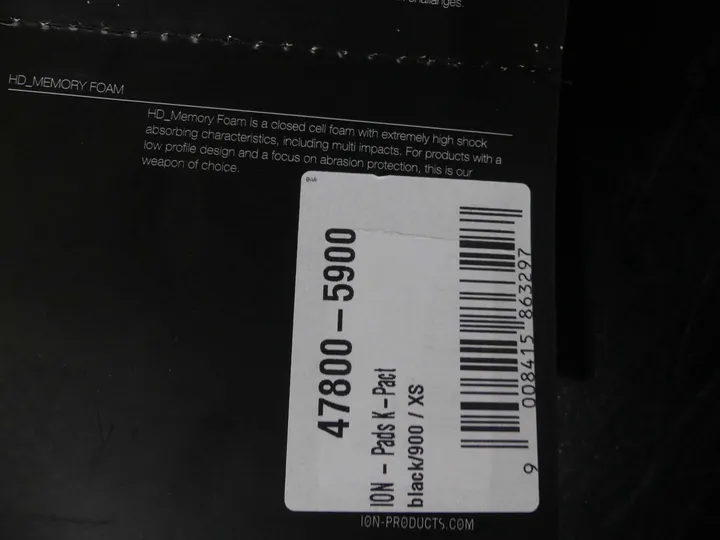 HD_MEMORY FOAM
HD_Memory Foam is a closed cell foam with extremely high shock
absorbing characteristics, including multi impacts. For products with a
low profile design and a focus on abrasion protection, this is our
weapon of choice.
47800-5900
ION - Pads K-Pact
black/900 / XS
9 008415 863297
ION-PRODUCTS.COM